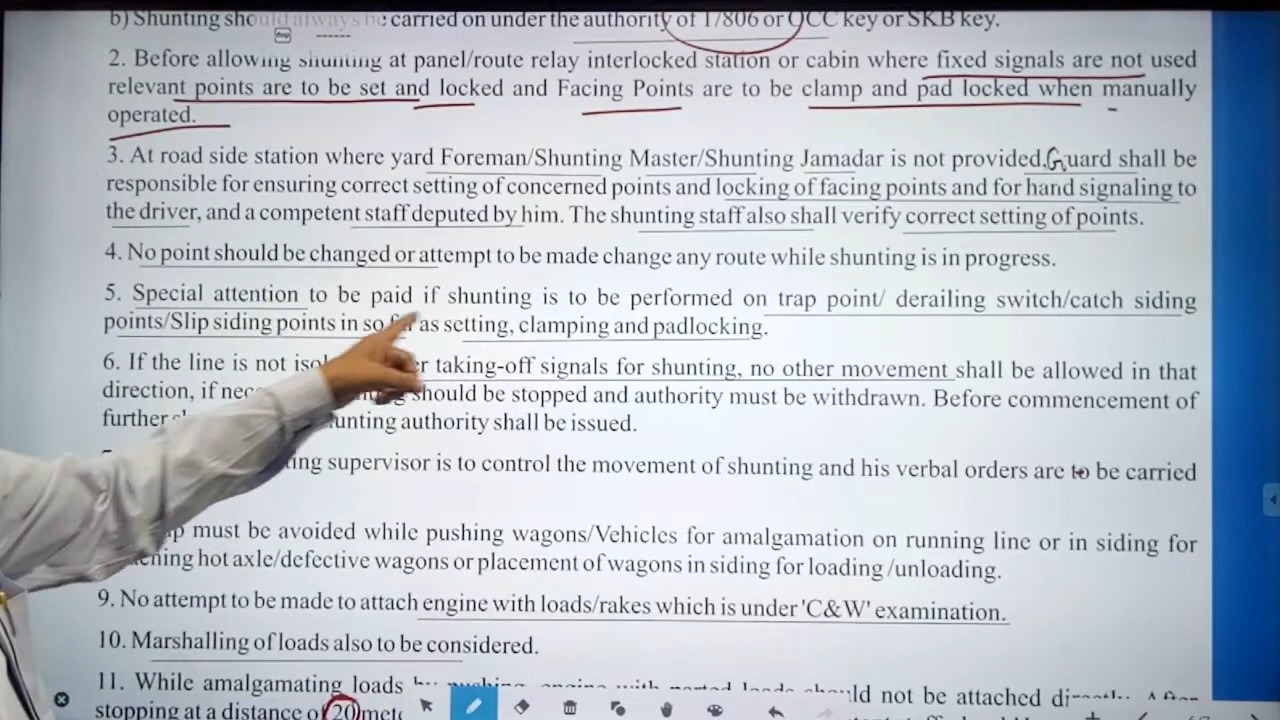 b) Shunting should always be carried on under the authority of T/806 or OCC key or SKB key.
2. Before allowing shunting at panel/route relay interlocked station or cabin where fixed signals are not used
relevant points are to be set and locked and Facing Points are to be clamp and pad locked when manually
operated.
3. At road side station where yard Foreman/Shunting Master/Shunting Jamadar is not provided, Guard shall be
responsible for ensuring correct setting of concerned points and locking of facing points and for hand signaling to
the driver, and a competent staff deputed by him. The shunting staff also shall verify correct setting of points.
4. No point should be changed or attempt to be made change any route while shunting is in progress.
5. Special attention to be paid if shunting is to be performed on trap point/ derailing switch/catch siding
points/Slip siding points in so far as setting, clamping and padlocking.
6. If the line is not taking-off signals for shunting, no other movement shall be allowed in that
direction, if should be stopped and authority must be withdrawn. Before commencement of
further authority shall be issued.
supervisor is to control the movement of shunting and his verbal orders are to be carried
must be avoided while pushing wagons/Vehicles for amalgamation on running line or in siding for
hot axle/defective wagons or placement of wagons in siding for loading /unloading.
9. No attempt to be made to attach engine with loads/rakes which is under 'C&W' examination.
10. Marshalling of loads also to be considered.
11. While amalgamating loads not be attached
stopping at a distance of 20